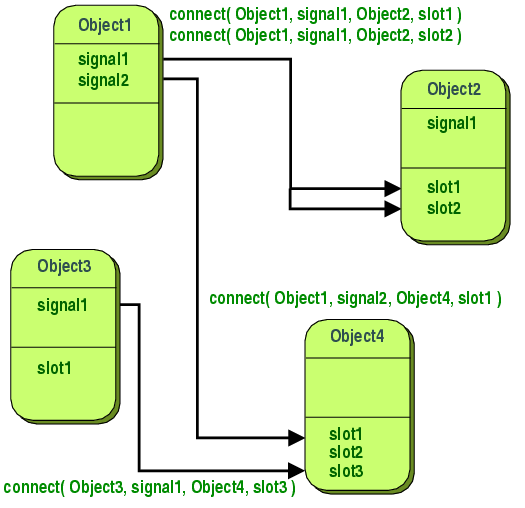 connect( Object1, signal1, Object2, slot1 )
connect( Object1, signal1, Object2, slot2 )
Object1
signal1
signal2
Object2
signal1
slot1
slot2
Object3
signal1
slot1
connect( Object1, signal2, Object4, slot1 )
Object4
slot1
slot2
slot3
connect( Object3, signal1, Object4, slot3 )